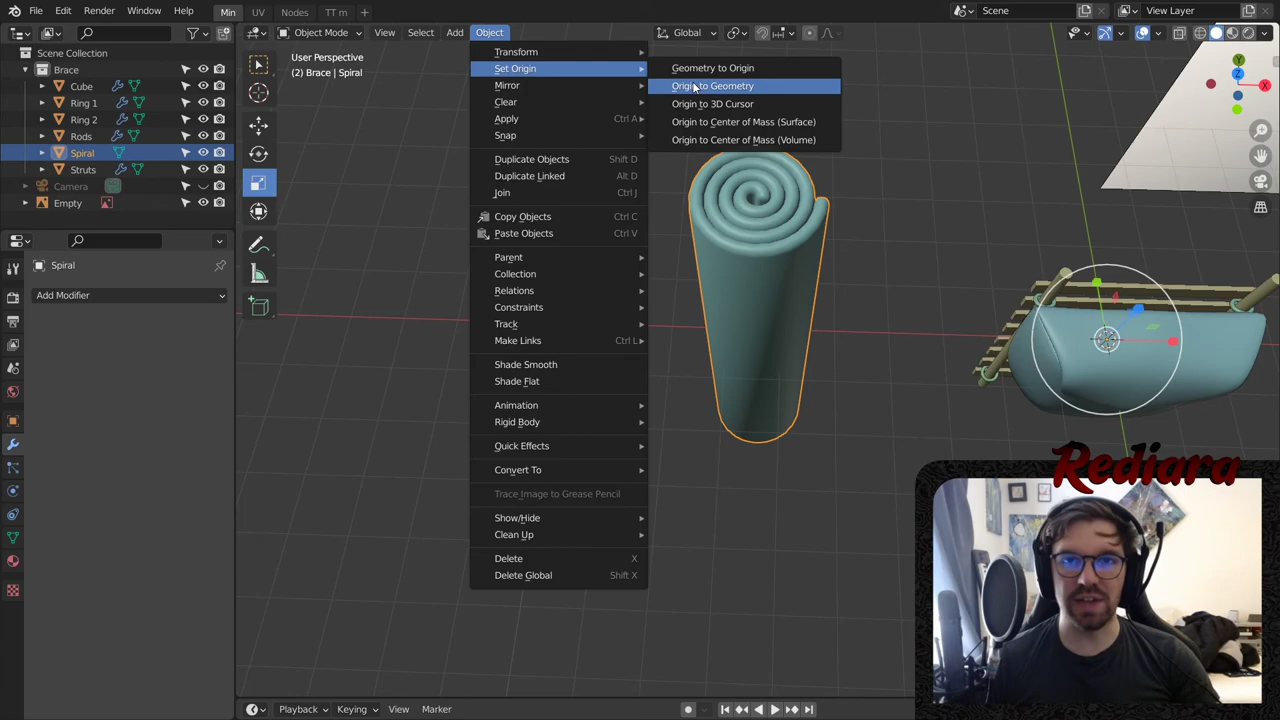 File Edit Render Window Help Min UV Nodes TT m + Scene View Layer
Object Mode View Select Add Object Global
Scene Collection
Brace
Cube
Ring 1
Ring 2
Rods
Spiral
Struts
Camera
Empty
Spiral
Add Modifier
User Perspective
(2) Brace | Spiral
Transform
Set Origin
Mirror
Clear
Apply Ctrl A
Snap
Duplicate Objects Shift D
Duplicate Linked Alt D
Join Ctrl J
Copy Objects Ctrl C
Paste Objects Ctrl V
Parent
Collection
Relations
Constraints
Track
Make Links Ctrl L
Shade Smooth
Shade Flat
Animation
Rigid Body
Quick Effects
Convert To
Trace Image to Grease Pencil
Show/Hide
Clean Up
Delete X
Delete Global Shift X
Geometry to Origin
Origin to Geometry
Origin to 3D Cursor
Origin to Center of Mass (Surface)
Origin to Center of Mass (Volume)
Y
Z
X
Rediara
Playback Keying View Marker